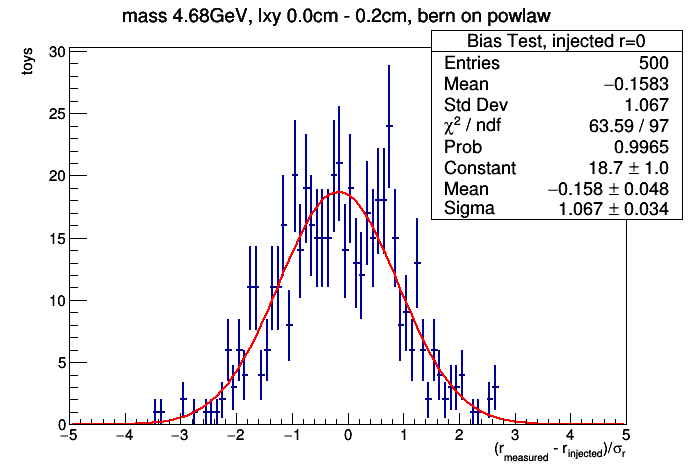 mass 4.68GeV, lxy 0.0cm - 0.2cm, bern on powlaw
toys
Bias Test, injected r=0
Entries 500
Mean −0.1583
Std Dev 1.067
χ² / ndf 63.59 / 97
Prob 0.9965
Constant 18.7 ± 1.0
Mean −0.158 ± 0.048
Sigma 1.067 ± 0.034
30
25
20
15
10
5
0
−5 −4 −3 −2 −1 0 1 2 3 4 5
(r_measured - r_injected)/σ_r